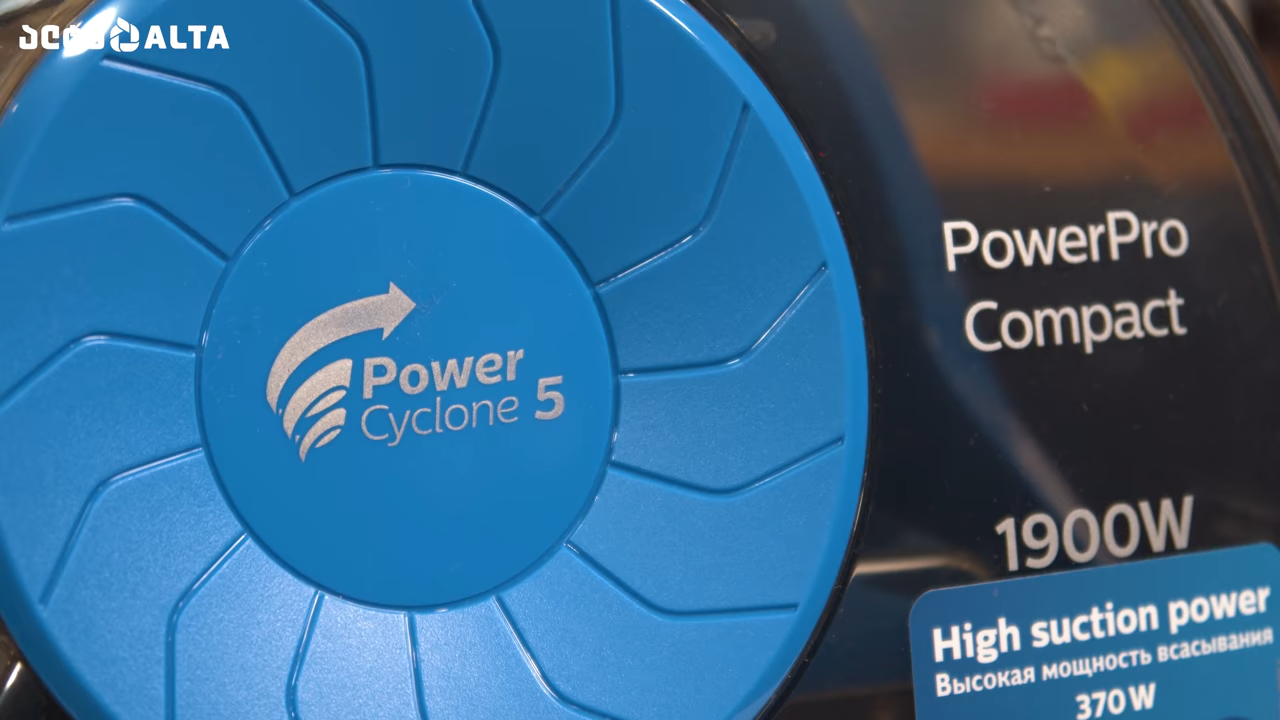 ALTA
Power
Cyclone 5
PowerPro
Compact
1900W
High suction power
Высокая мощность всасывания
370 W